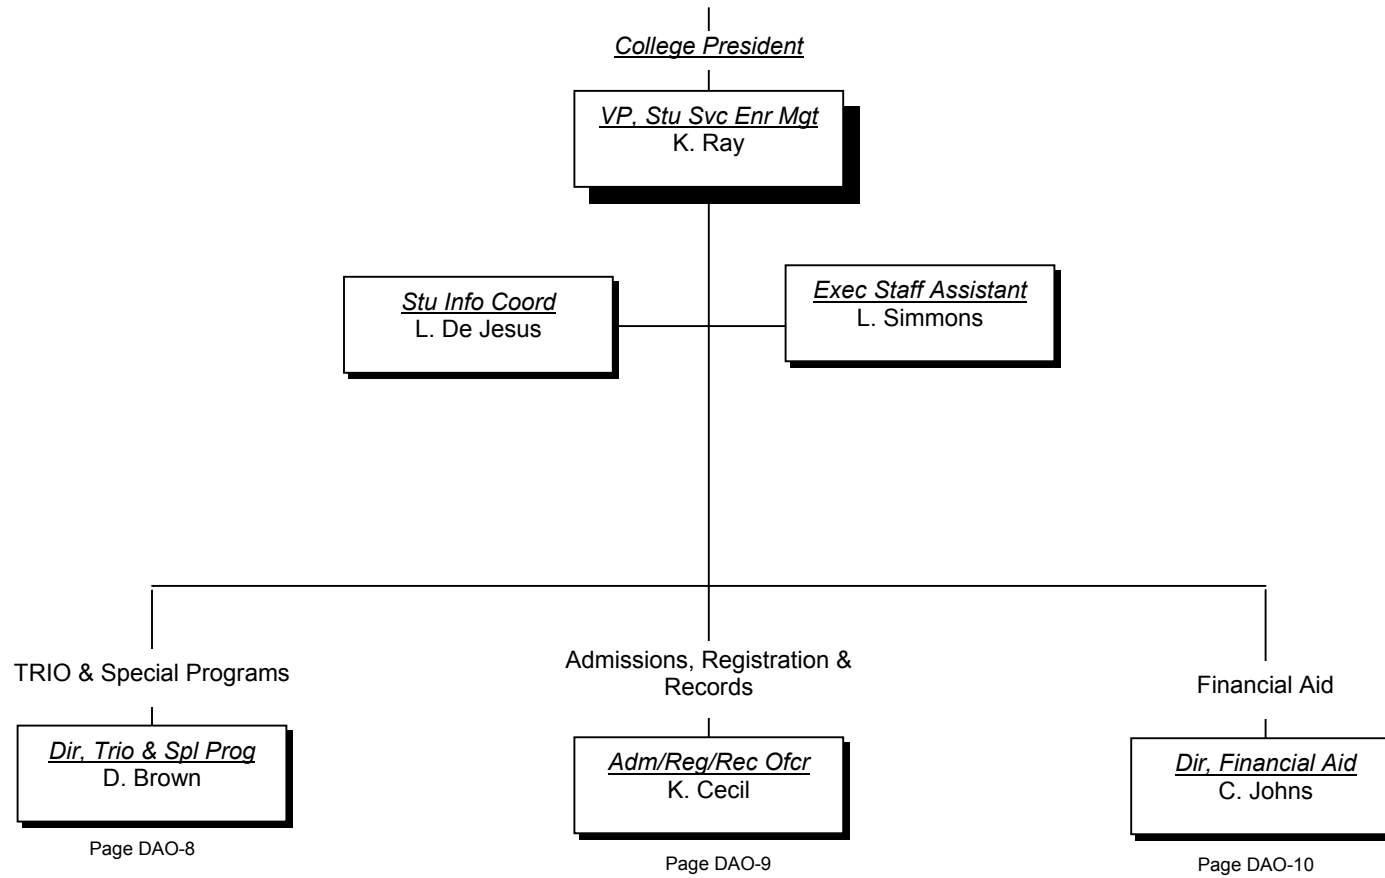 College President
VP, Stu Svc Enr Mgt
K. Ray
Stu Info Coord
L. De Jesus
Exec Staff Assistant
L. Simmons
TRIO & Special Programs
Dir, Trio & Spl Prog
D. Brown
Page DAO-8
Admissions, Registration &
Records
Adm/Reg/Rec Ofcr
K. Cecil
Page DAO-9
Financial Aid
Dir, Financial Aid
C. Johns
Page DAO-10